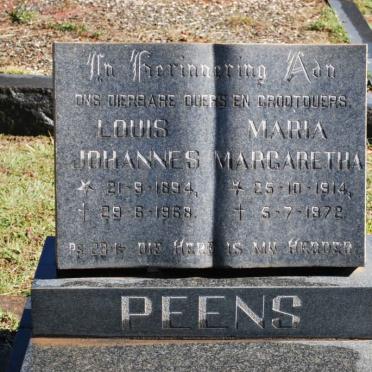 In Herinnering Aan
ONS DIERBARE OUERS EN GROOTOUERS.
LOUIS JOHANNES
* 21-9-1894,
† 29-6-1968.
MARIA MARGARETHA
* 25-10-1914,
† 5-7-1972.
Ps. 23:1- DIE HERE IS MY HERDER.
PEENS